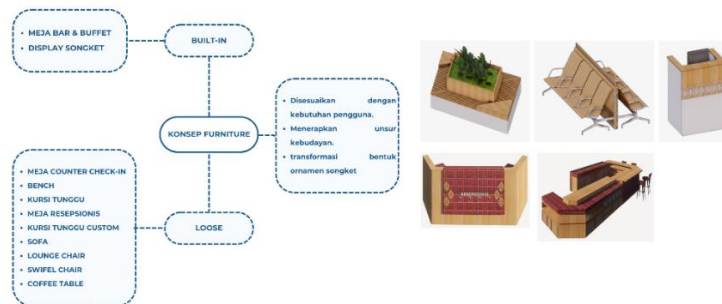 • MEJA BAR & BUFFET
• DISPLAY SONGKET
BUILT-IN
KONSEP FURNITURE
• Disesuaikan dengan
kebutuhan pengguna.
• Menerapkan unsur
kebudayan.
• transformasi bentuk
ornamen songket
• MEJA COUNTER CHECK-IN
• BENCH
• KURSI TUNGGU
• MEJA RESEPSIONIS
• KURSI TUNGGU CUSTOM
• SOFA
• LOUNGE CHAIR
• SWIFEL CHAIR
• COFFEE TABLE
LOOSE